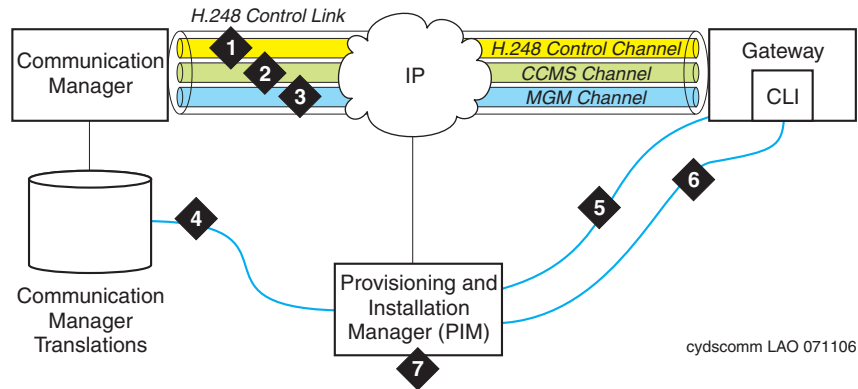 H.248 Control Link
Communication
Manager
1
H.248 Control Channel
2
CCMS Channel
3
MGM Channel
IP
Gateway
CLI
4
5
6
Communication
Manager
Translations
Provisioning and
Installation
Manager (PIM)
7
cydscomm LAO 071106